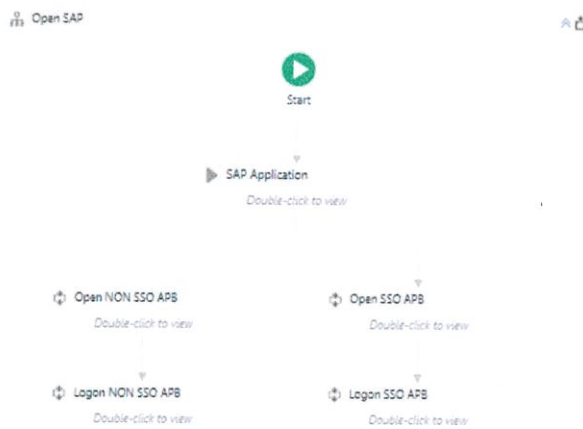 Open SAP
Start
SAP Application
Double-click to view
Open NON SSO APB
Double-click to view
Open SSO APB
Double-click to view
Logon NON SSO APB
Double-click to view
Logon SSO APB
Double-click to view